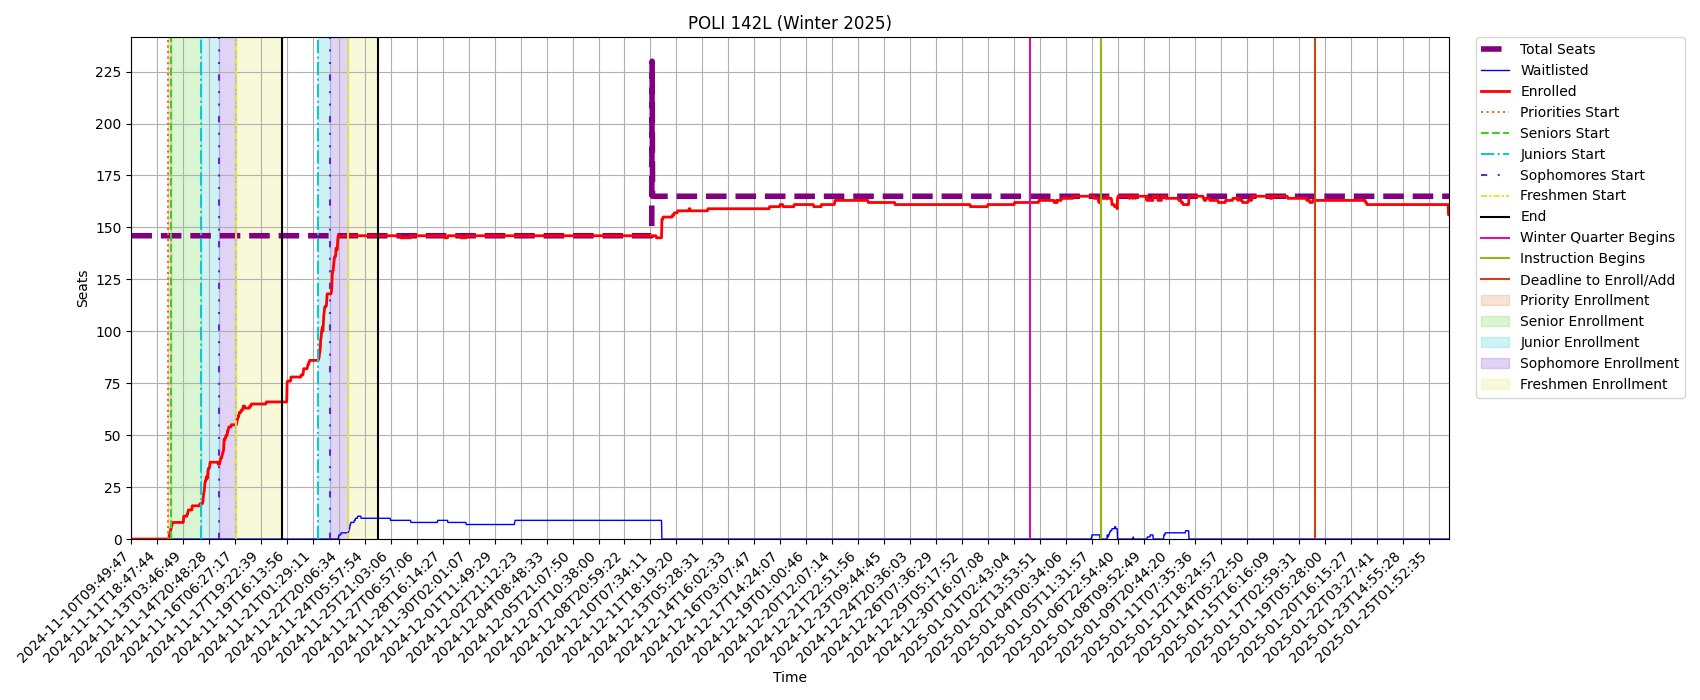 POLI 142L (Winter 2025)
Seats
225
200
175
150
125
100
75
50
25
0
2024-11-10T09:49:47
2024-11-11T18:47:44
2024-11-13T03:46:49
2024-11-14T20:48:28
2024-11-16T06:27:17
2024-11-17T19:22:39
2024-11-19T16:13:56
2024-11-21T01:29:11
2024-11-22T20:06:34
2024-11-24T05:57:54
2024-11-25T21:03:06
2024-11-27T06:57:06
2024-11-28T16:14:27
2024-11-30T02:01:07
2024-12-01T11:49:29
2024-12-02T21:12:23
2024-12-04T08:48:33
2024-12-05T21:07:50
2024-12-07T10:38:00
2024-12-08T20:59:22
2024-12-10T07:34:11
2024-12-11T18:19:20
2024-12-13T05:28:31
2024-12-14T16:02:33
2024-12-16T03:07:47
2024-12-17T14:24:07
2024-12-19T01:00:46
2024-12-20T12:07:14
2024-12-21T22:51:56
2024-12-23T09:44:45
2024-12-24T20:36:03
2024-12-26T07:36:29
2024-12-29T05:17:52
2024-12-30T16:07:08
2025-01-01T02:43:04
2025-01-02T13:53:51
2025-01-04T00:34:06
2025-01-05T11:31:57
2025-01-06T22:54:40
2025-01-08T09:52:49
2025-01-09T20:44:20
2025-01-11T07:35:36
2025-01-12T18:24:57
2025-01-14T05:22:50
2025-01-15T16:16:09
2025-01-17T02:59:31
2025-01-19T05:28:00
2025-01-20T16:15:27
2025-01-22T03:27:41
2025-01-23T14:55:28
2025-01-25T01:52:35
Time
Total Seats
Waitlisted
Enrolled
Priorities Start
Seniors Start
Juniors Start
Sophomores Start
Freshmen Start
End
Winter Quarter Begins
Instruction Begins
Deadline to Enroll/Add
Priority Enrollment
Senior Enrollment
Junior Enrollment
Sophomore Enrollment
Freshmen Enrollment